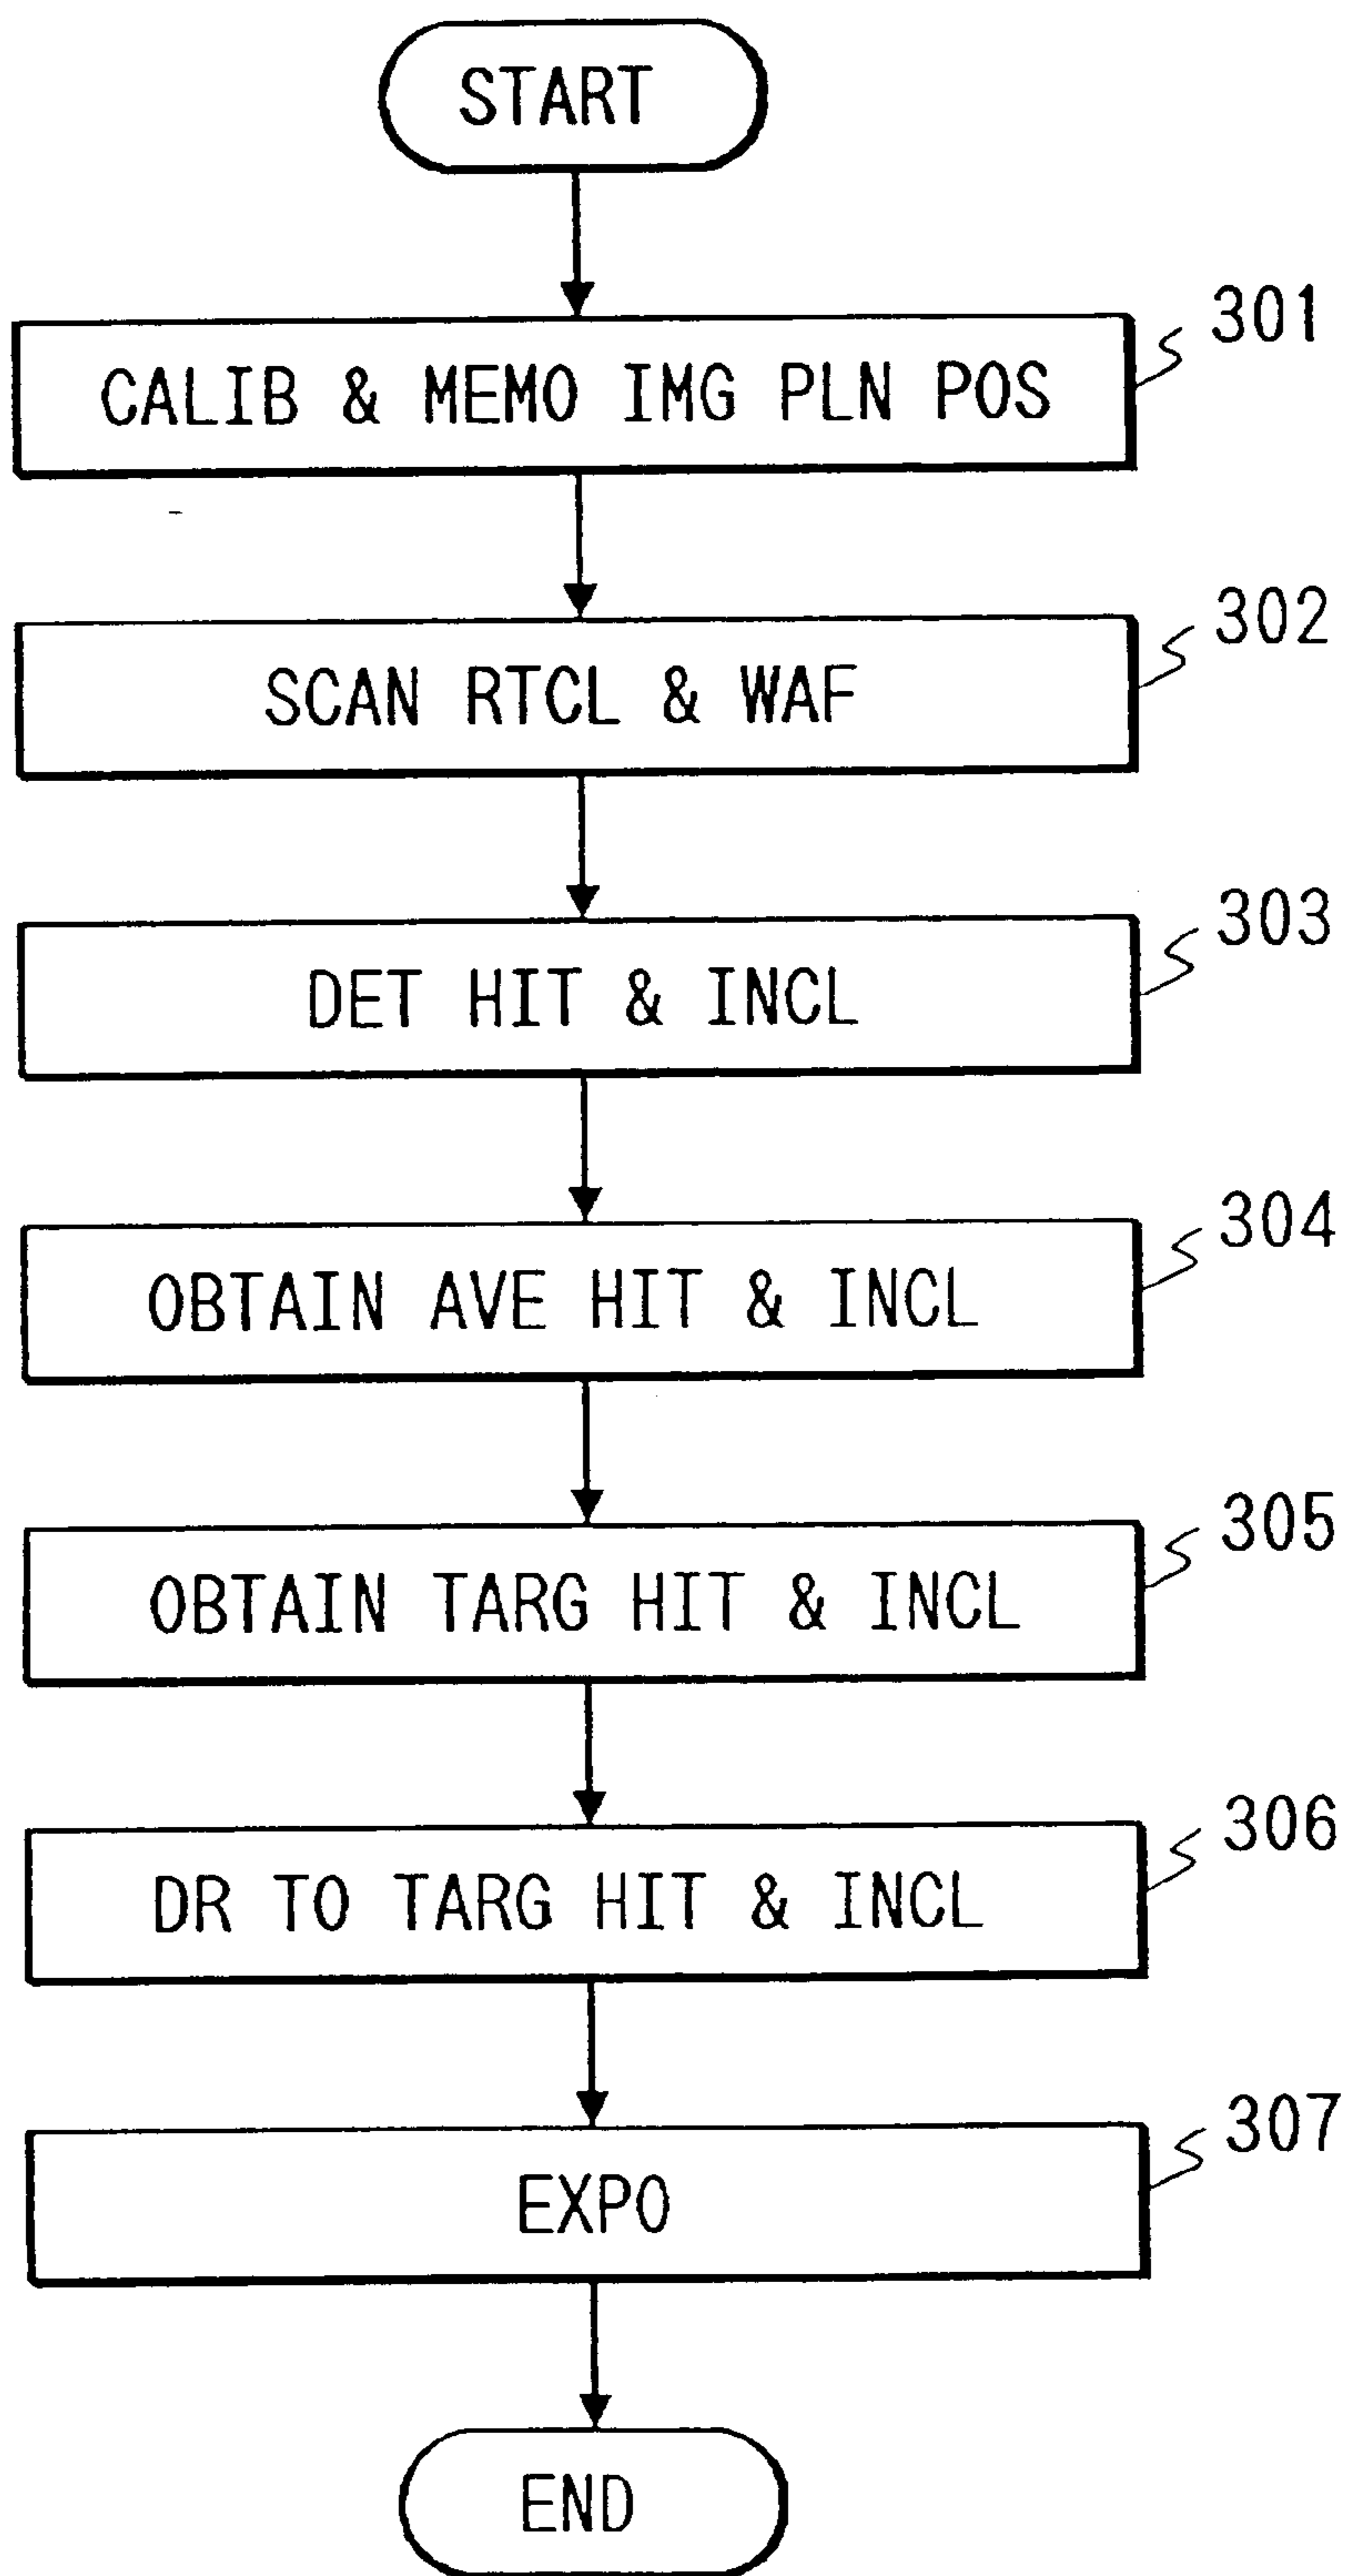 START
CALIB & MEMO IMG PLN POS
301
SCAN RTCL & WAF
302
DET HIT & INCL
303
OBTAIN AVE HIT & INCL
304
OBTAIN TARG HIT & INCL
305
DR TO TARG HIT & INCL
306
EXPO
307
END